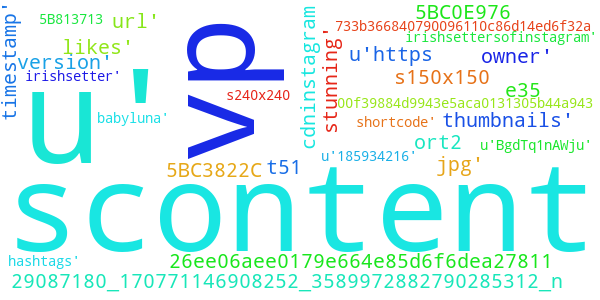 timestamp'
5B813713
url'
likes'
version'
irishsetter'
babyluna'
u'
vp
s240x240
cdninstagram
stunning'
5BC0E976
733b366840790096110c86d14ed6f32a
irishsettersofinstagram'
u'https
owner'
s150x150
e35
00f39884d9943e5aca0131305b44a943
shortcode'
thumbnails'
ort2
u'BgdTq1nAWju'
u'185934216'
jpg'
5BC3822C
t51
scontent
hashtags'
26ee06aee0179e664e85d6f6dea27811
29087180_170771146908252_3589972882790285312_n